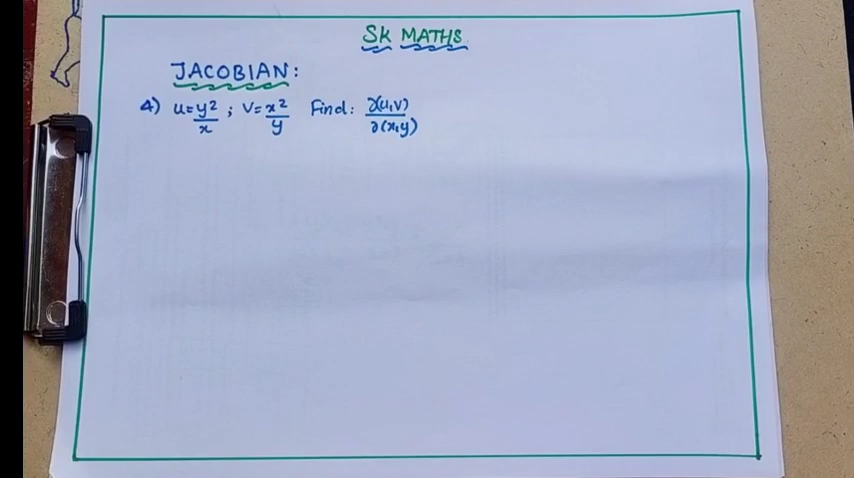 SK MATHS
JACOBIAN:
4) u=y²/x ; v=x²/y Find: ∂(u,v)/∂(x,y)